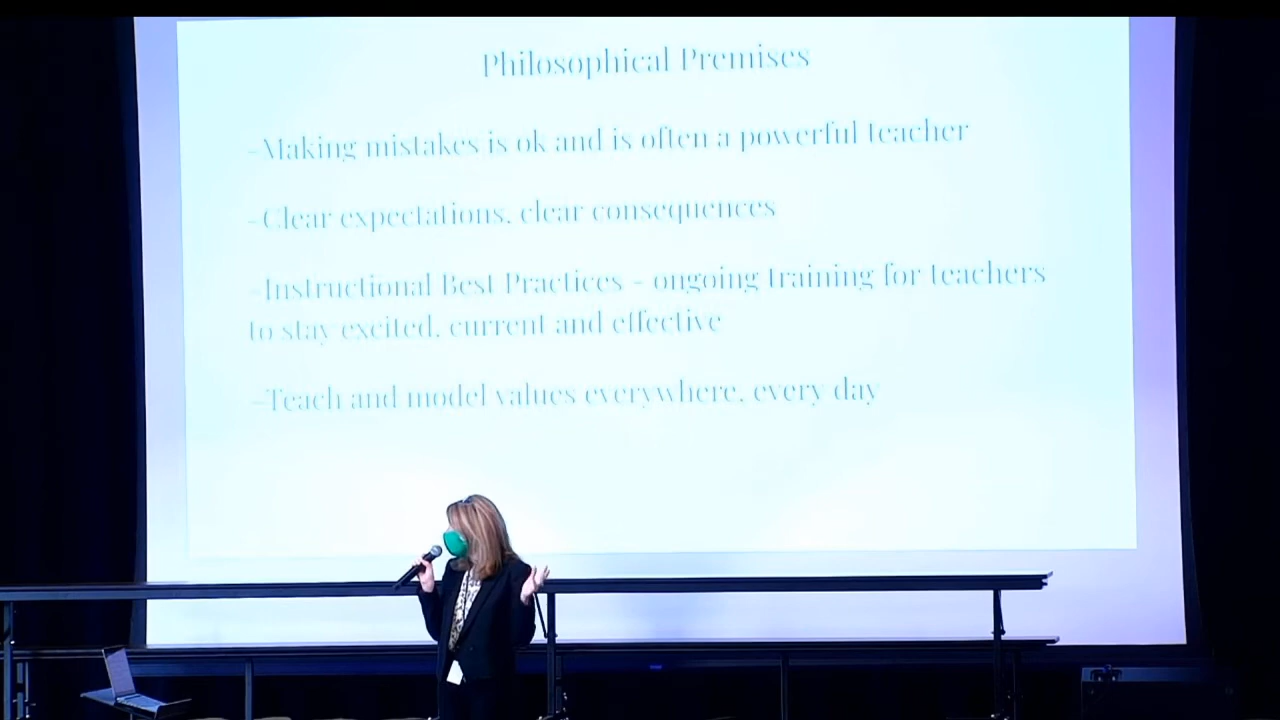 Philosophical Premises
-Making mistakes is ok and is often a powerful teacher
-Clear expectations, clear consequences
-Instructional Best Practices - ongoing training for teachers
to stay excited, current and effective
-Teach and model values everywhere, every day